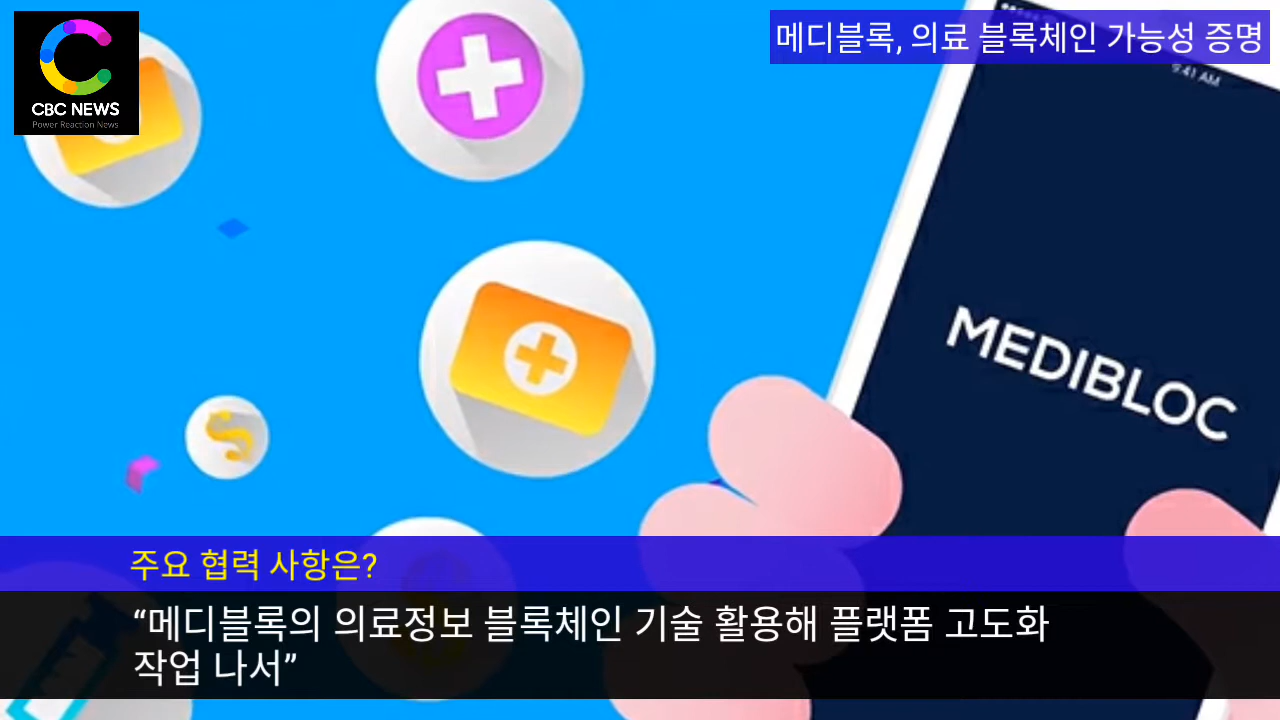 메디블록, 의료 블록체인 가능성 증명
CBC NEWS
Power Reaction News
9:41 AM
MEDIBLOC
주요 협력 사항은?
“메디블록의 의료정보 블록체인 기술 활용해 플랫폼 고도화
작업 나서”